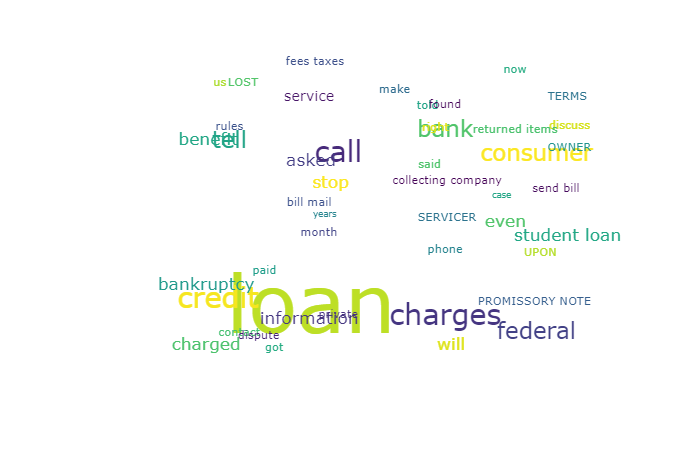 fees taxes
now
us LOST
make
service
TERMS
told
found
rules
right
bank
returned items
discuss
benefit
tell
call
asked
consumer
OWNER
said
stop
collecting company
send bill
case
bill mail
years
SERVICER
even
month
student loan
phone
UPON
paid
bankruptcy
credit
loan
PROMISSORY NOTE
information
private
charges
contact
dispute
federal
charged
got
will